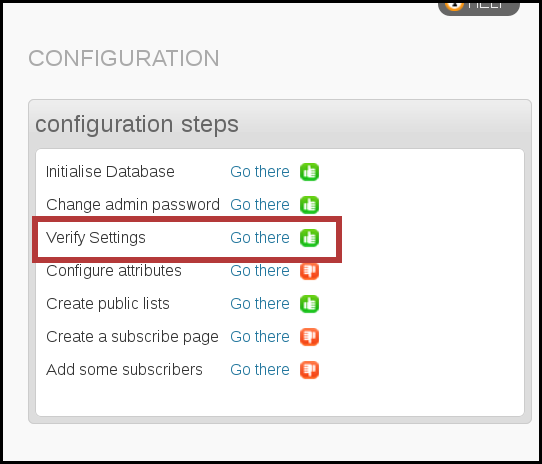 HELP
CONFIGURATION
configuration steps
Initialise Database Go there
Change admin password Go there
Verify Settings Go there
Configure attributes Go there
Create public lists Go there
Create a subscribe page Go there
Add some subscribers Go there